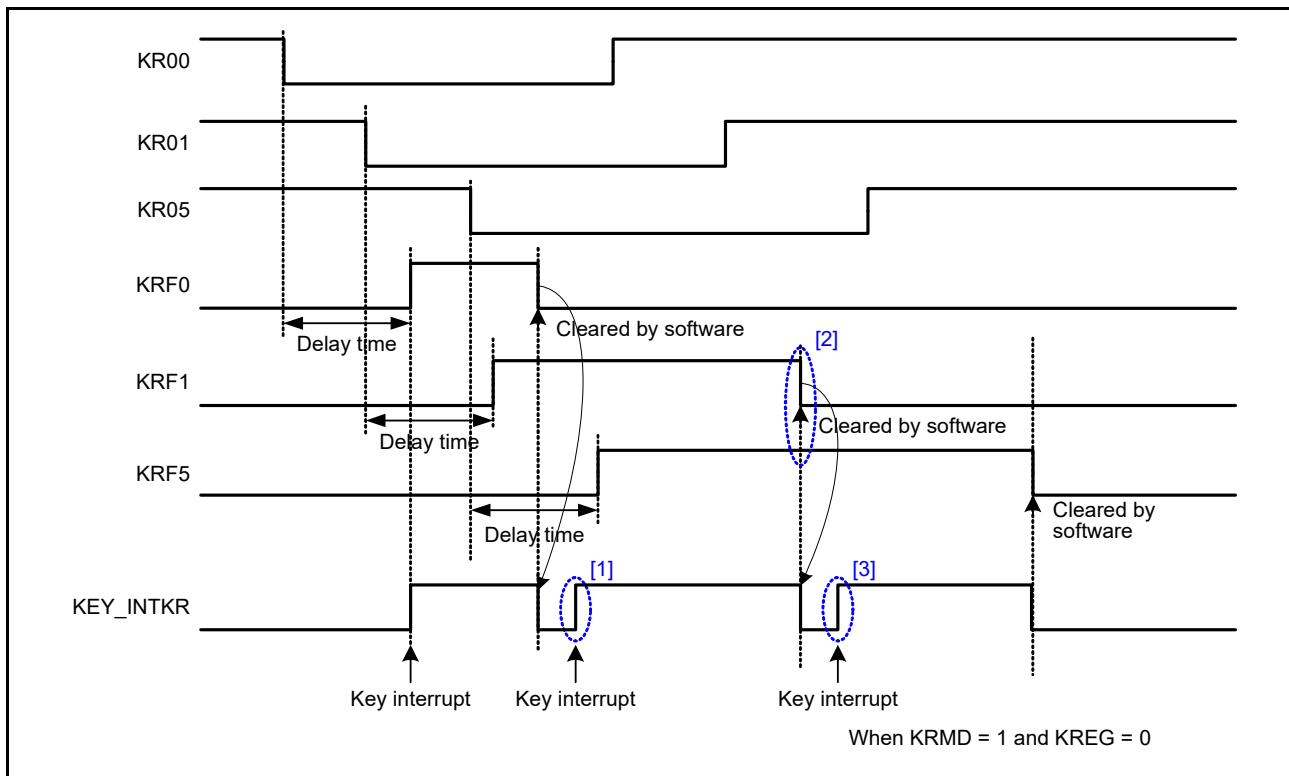 KR00
KR01
KR05
KRF0
Cleared by software
Delay time
[2]
KRF1
Cleared by software
Delay time
KRF5
Cleared by
software
Delay time
[1]
[3]
KEY_INTKR
Key interrupt
Key interrupt
Key interrupt
When KRMD = 1 and KREG = 0